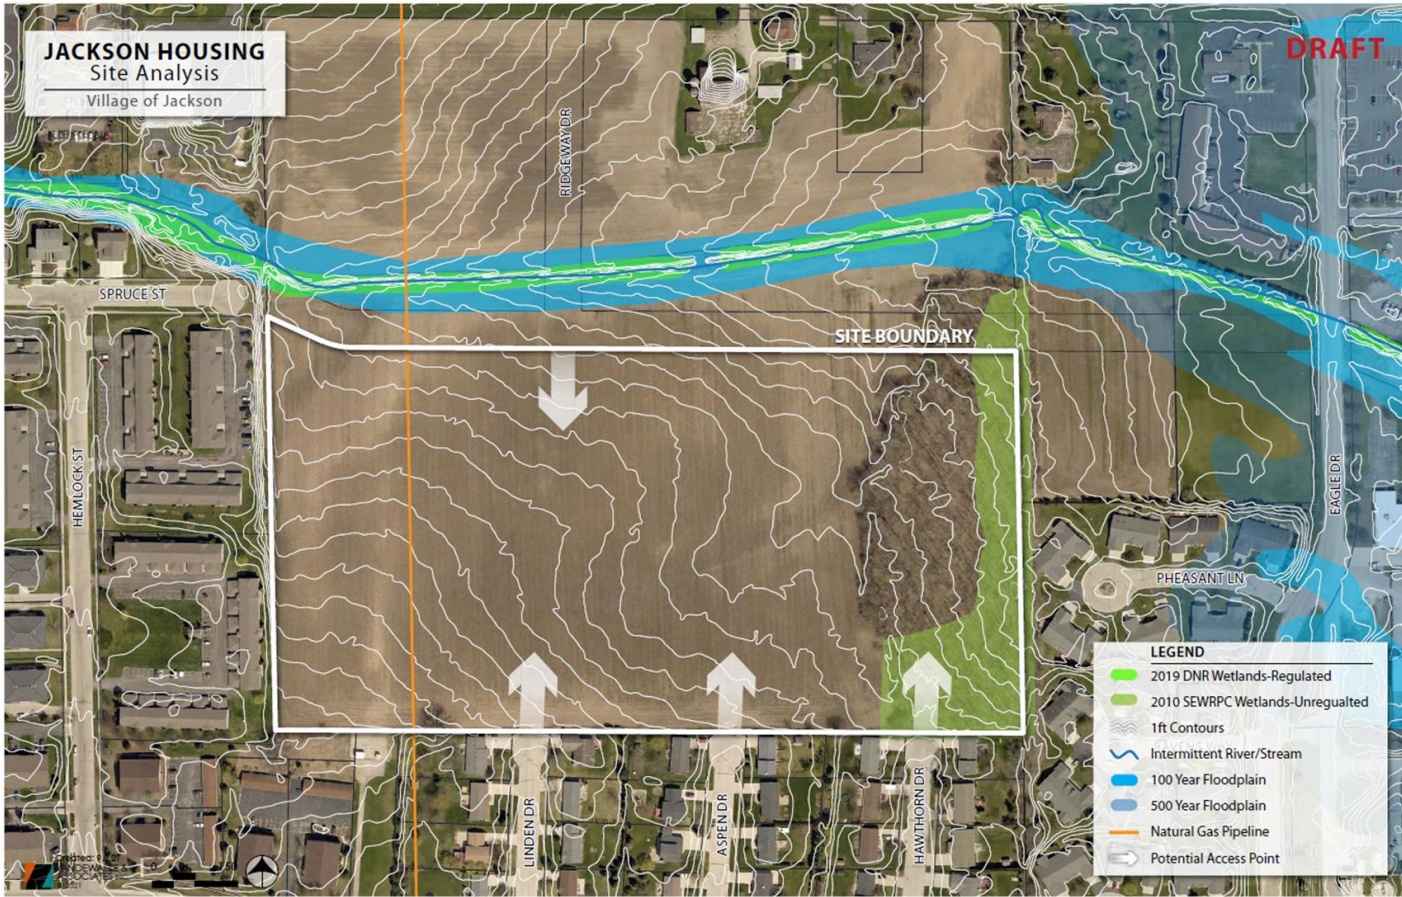 JACKSON HOUSING
Site Analysis
Village of Jackson
DRAFT
RIDGEWAY DR
SPRUCE ST
SITE BOUNDARY
HEMLOCK ST
EAGLE DR
PHEASANT LN
LINDEN DR
ASPEN DR
HAWTHORN DR
LEGEND
2019 DNR Wetlands-Regulated
2010 SEWRPC Wetlands-Unregualted
1ft Contours
Intermittent River/Stream
100 Year Floodplain
500 Year Floodplain
Natural Gas Pipeline
Potential Access Point
Created:
0